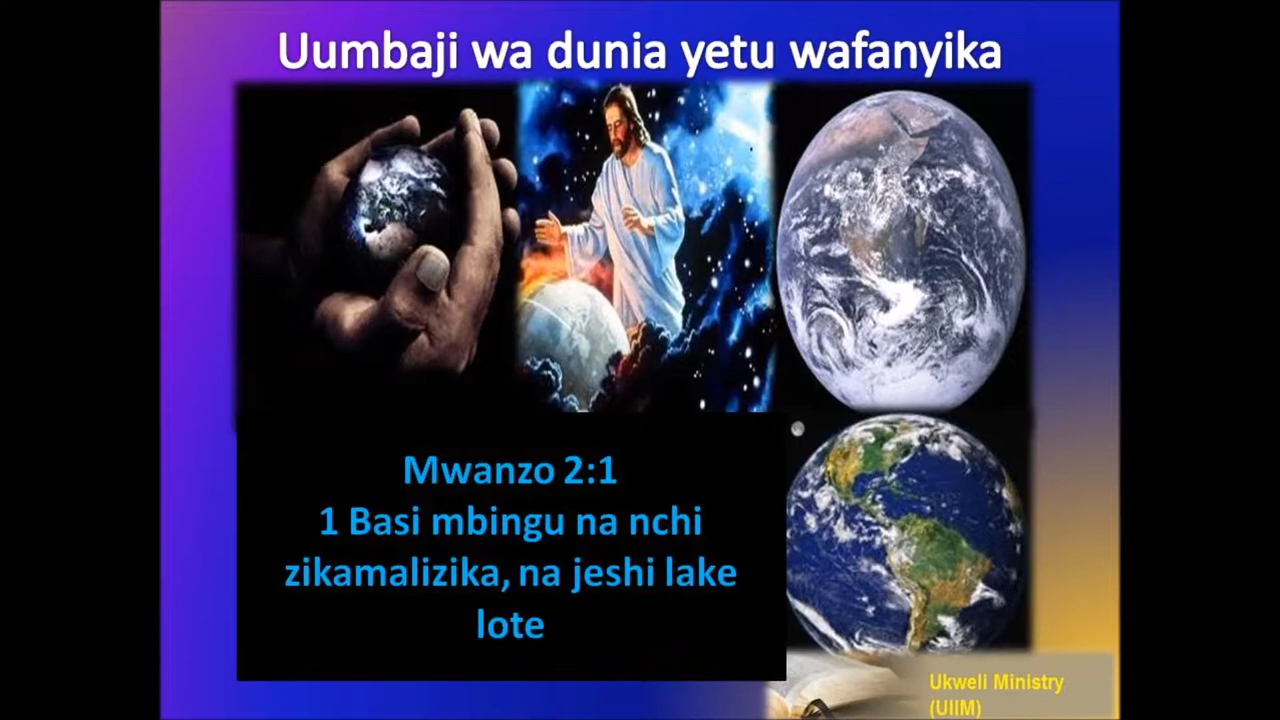 Uumbaji wa dunia yetu wafanyika
Mwanzo 2:1
1 Basi mbingu na nchi
zikamalizika, na jeshi lake
lote
Ukweli Ministry
(UIIM)